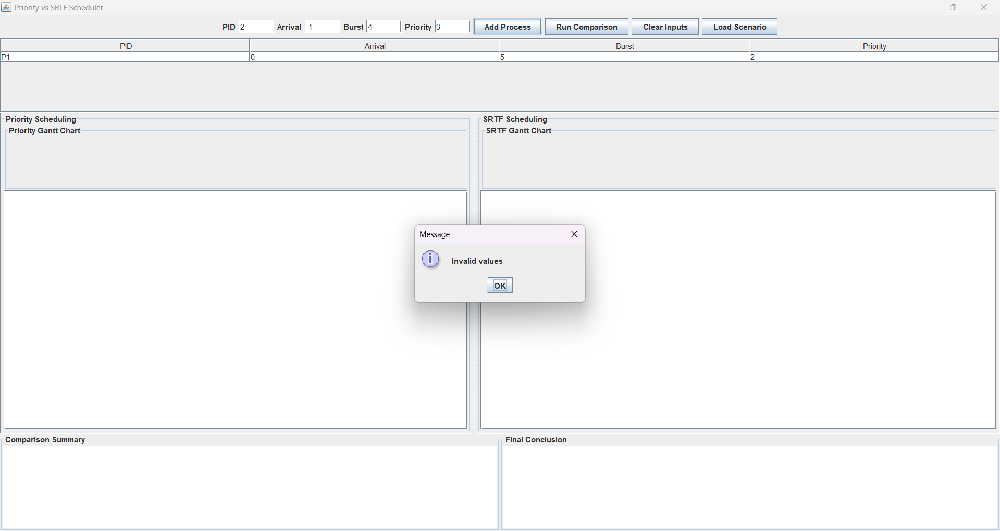 Priority vs SRTF Scheduler
PID 2 Arrival -1 Burst 4 Priority 3 Add Process Run Comparison Clear Inputs Load Scenario
PID Arrival Burst Priority
P1 0 5 2
Priority Scheduling
Priority Gantt Chart
SRTF Scheduling
SRTF Gantt Chart
Message
Invalid values
OK
Comparison Summary
Final Conclusion